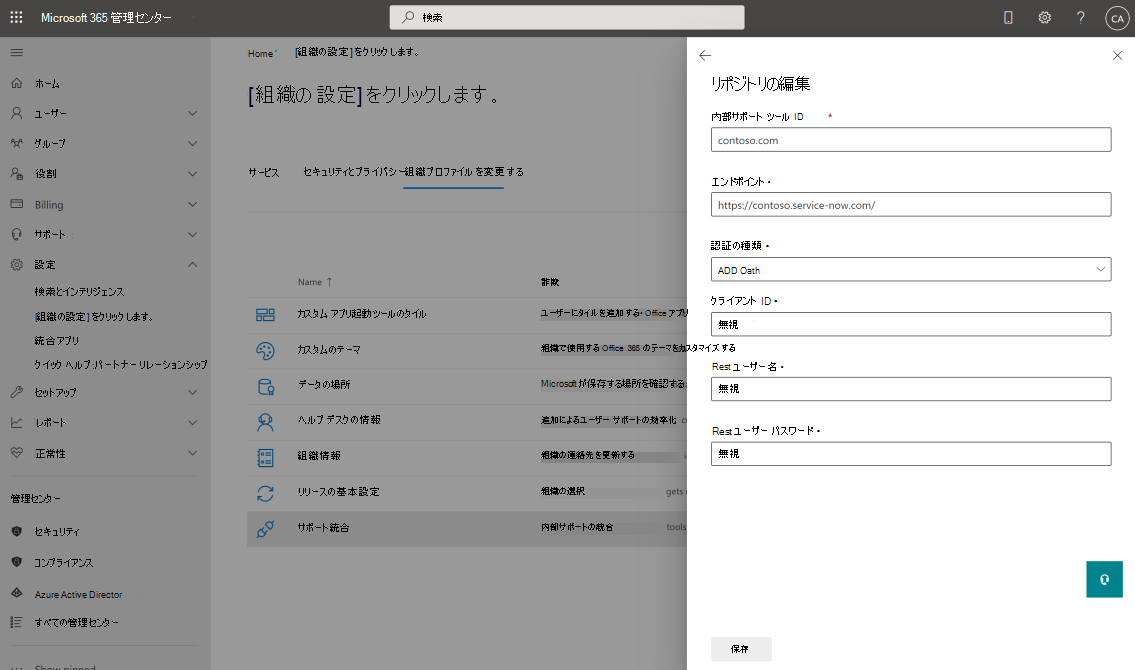 Microsoft 365 管理センター
検索
CA
Home
[組織の設定]をクリックします。
[組織の 設定]をクリックします 。
サービス
セキュリティとプライバシー
組織プロファイル を変更する
Name ↑
詐欺
カスタム アプリ起動ツールのタイル
ユーザーにタイルを追加する• Office アプリ
カスタムのテーマ
組織で使用する Office 365 のテーマをカスタマイズ する
データの場所
Microsoft が保存する場所を確認する
ヘルプ デスクの情報
追加によるユーザー サポートの効率化
組織情報
組織の連絡先を更新する
リリースの基本設定
組織の選択
gets
サポート統合
内部サポートの統合
tools
ホーム
ユーザー
グループ
役割
Billing
サポート
設定
検索とインテリジェンス
[組織の設定]をクリックします。
統合アプリ
クイック ヘルプ:パートナー リレーションシップ
セットアップ
レポート
正常性
管理センター
セキュリティ
コンプライアンス
Azure Active Director
すべての管理センター
Show pinned
リポジトリの編集
内部サポート ツール ID *
contoso.com
エンドポイント •
https://contoso.service-now.com/
認証の種類 •
ADD Oath
クライアント ID •
無視
Rest ユーザー名 •
無視
Rest ユーザー パスワード •
無視
保存